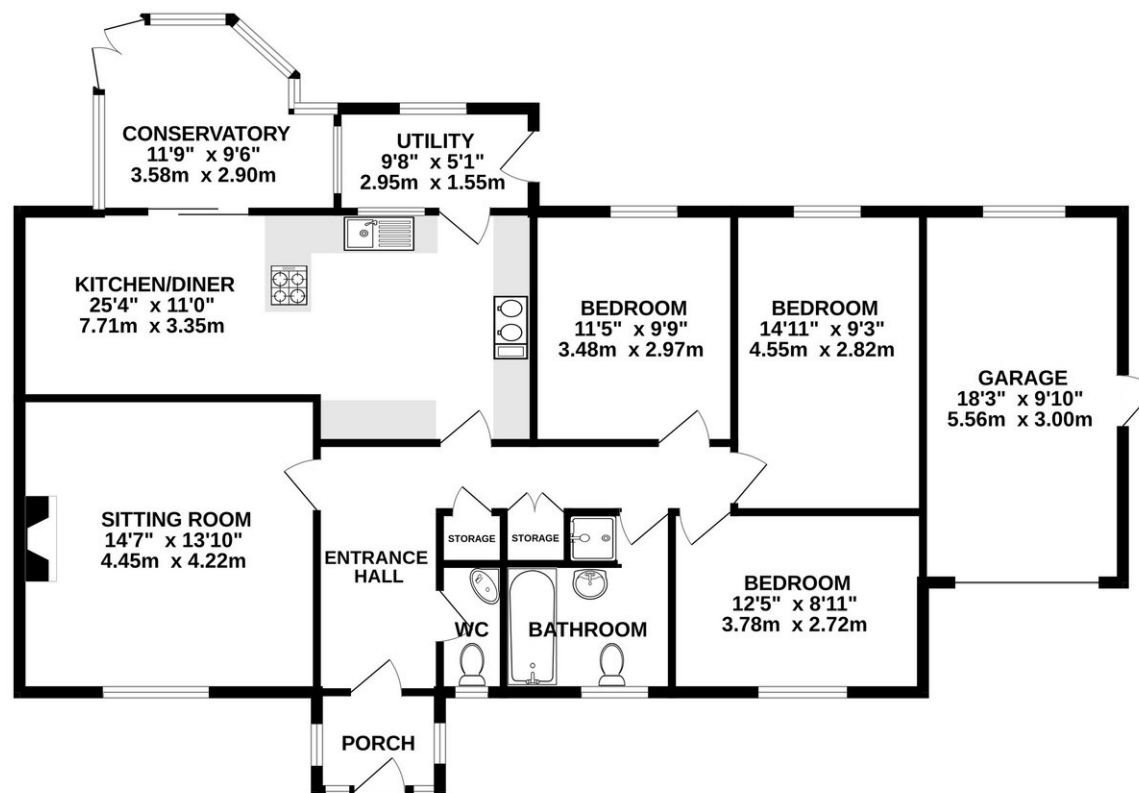 CONSERVATORY
11'9" x 9'6"
3.58m x 2.90m
UTILITY
9'8" x 5'1"
2.95m x 1.55m
KITCHEN/DINER
25'4" x 11'0"
7.71m x 3.35m
BEDROOM
11'5" x 9'9"
3.48m x 2.97m
BEDROOM
14'11" x 9'3"
4.55m x 2.82m
GARAGE
18'3" x 9'10"
5.56m x 3.00m
SITTING ROOM
14'7" x 13'10"
4.45m x 4.22m
ENTRANCE
HALL
STORAGE
STORAGE
WC
BATHROOM
BEDROOM
12'5" x 8'11"
3.78m x 2.72m
PORCH